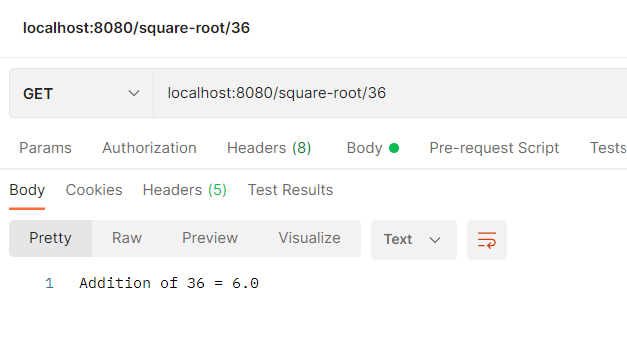 localhost:8080/square-root/36
GET localhost:8080/square-root/36
Params Authorization Headers (8) Body Pre-request Script Tests
Body Cookies Headers (5) Test Results
Pretty Raw Preview Visualize Text
1 Addition of 36 = 6.0